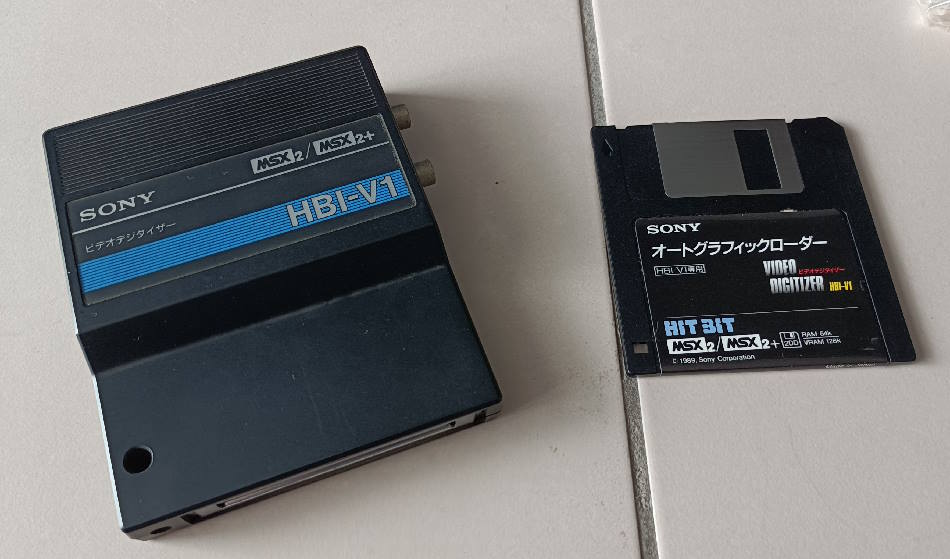 MSX2/MSX2+
SONY
HBI-V1
ビデオデジタイザー
SONY
オートグラフィックローダー
HBI-V1専用
VIDEO ビデオデジタイザー
DIGITIZER HBI-V1
HIT BIT
MSX2/MSX2+ 2DD RAM 64k
VRAM 128k
© 1989, Sony Corporation